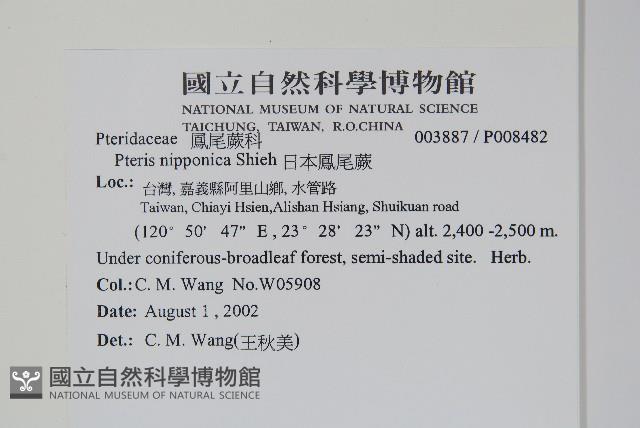 國立自然科學博物館
NATIONAL MUSEUM OF NATURAL SCIENCE
TAICHUNG, TAIWAN, R.O.CHINA
Pteridaceae 鳳尾蕨科 003887 / P008482
Pteris nipponica Shieh 日本鳳尾蕨
Loc.: 台灣, 嘉義縣阿里山鄉, 水管路
Taiwan, Chiayi Hsien,Alishan Hsiang, Shuikuan road
(120° 50’ 47” E , 23° 28’ 23” N) alt. 2,400 -2,500 m.
Under coniferous-broadleaf forest, semi-shaded site. Herb.
Col.: C. M. Wang No.W05908
Date: August 1 , 2002
Det.: C. M. Wang(王秋美)
國立自然科學博物館
NATIONAL MUSEUM OF NATURAL SCIENCE